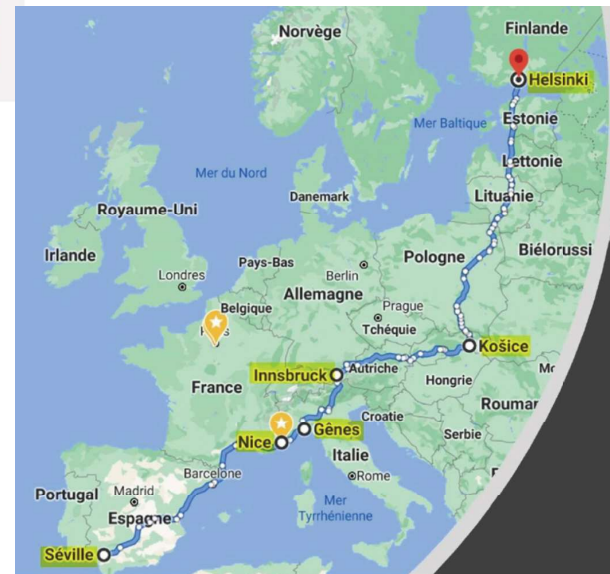 Norvège
Finlande
Helsinki
Mer Baltique
Estonie
Lettonie
Mer du Nord
Danemark
Lituanie
Royaume-Uni
Irlande
Pays-Bas
Berlin
Pologne
Biélorussi
Londres
Belgique
Allemagne
Prague
Tchéquie
Košice
France
Innsbruck
Autriche
Hongrie
Mo
Nice
Gênes
Croatie
Roumar
Serbie
Italie
Barcelone
Rome
Portugal
Madrid
Mer
Tyrrhénienne
Espagne
Séville